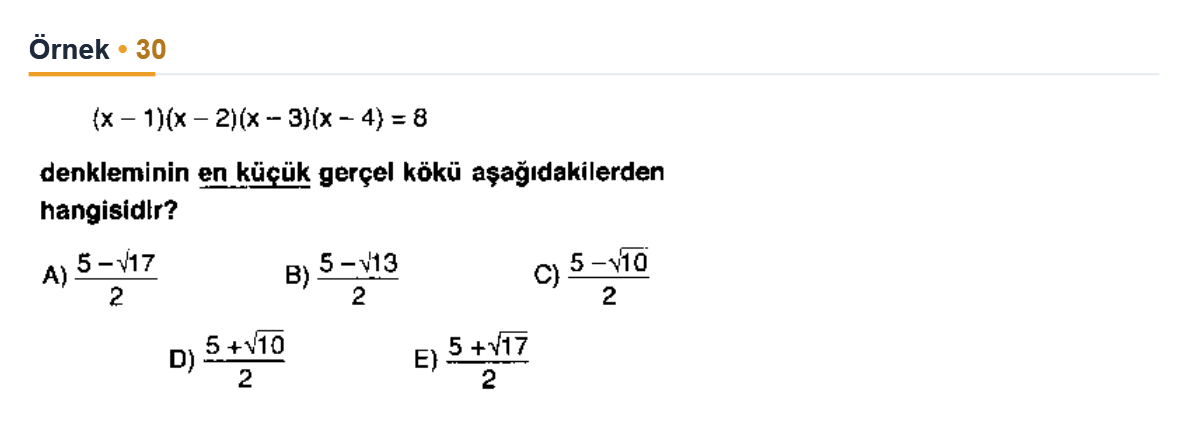 Örnek • 30
(x – 1)(x – 2)(x – 3)(x – 4) = 8
denkleminin en küçük gerçel kökü aşağıdakilerden
hangisidir?
A) (5 – √17)/2 B) (5 – √13)/2 C) (5 – √10)/2
D) (5 + √10)/2 E) (5 + √17)/2